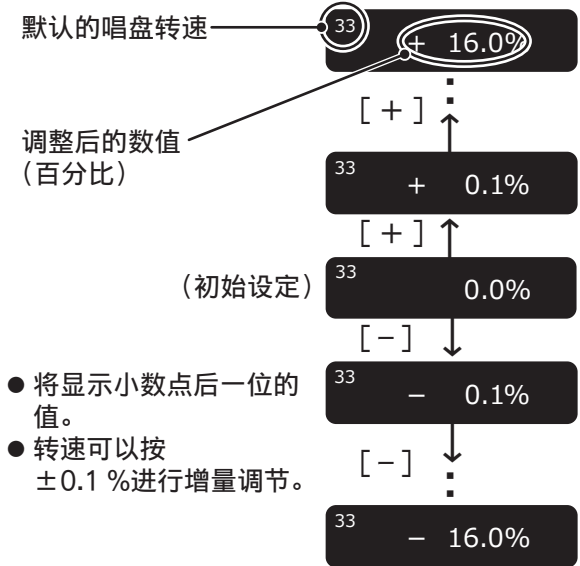 默认的唱盘转速
33
+ 16.0%
[+]
调整后的数值
(百分比)
33
+ 0.1%
[+]
(初始设定)
33
0.0%
[−]
● 将显示小数点后一位的
值。
● 转速可以按
±0.1 %进行增量调节。
33
− 0.1%
[−]
33
− 16.0%